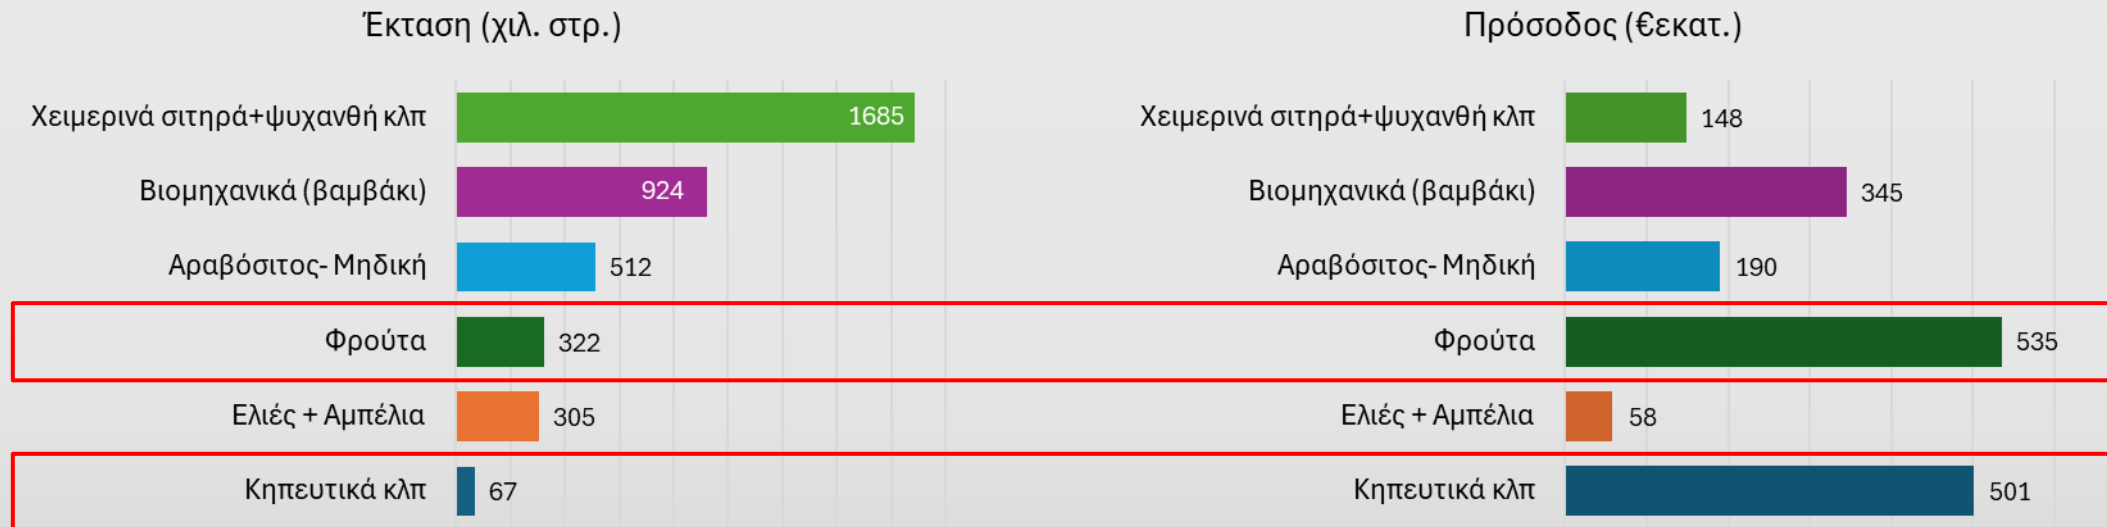 Έκταση (χιλ. στρ.)
Χειμερινά σιτηρά+ψυχανθή κλπ 1685
Βιομηχανικά (βαμβάκι) 924
Αραβόσιτος- Μηδική 512
Φρούτα 322
Ελιές + Αμπέλια 305
Κηπευτικά κλπ 67
Πρόσοδος (€εκατ.)
Χειμερινά σιτηρά+ψυχανθή κλπ 148
Βιομηχανικά (βαμβάκι) 345
Αραβόσιτος- Μηδική 190
Φρούτα 535
Ελιές + Αμπέλια 58
Κηπευτικά κλπ 501